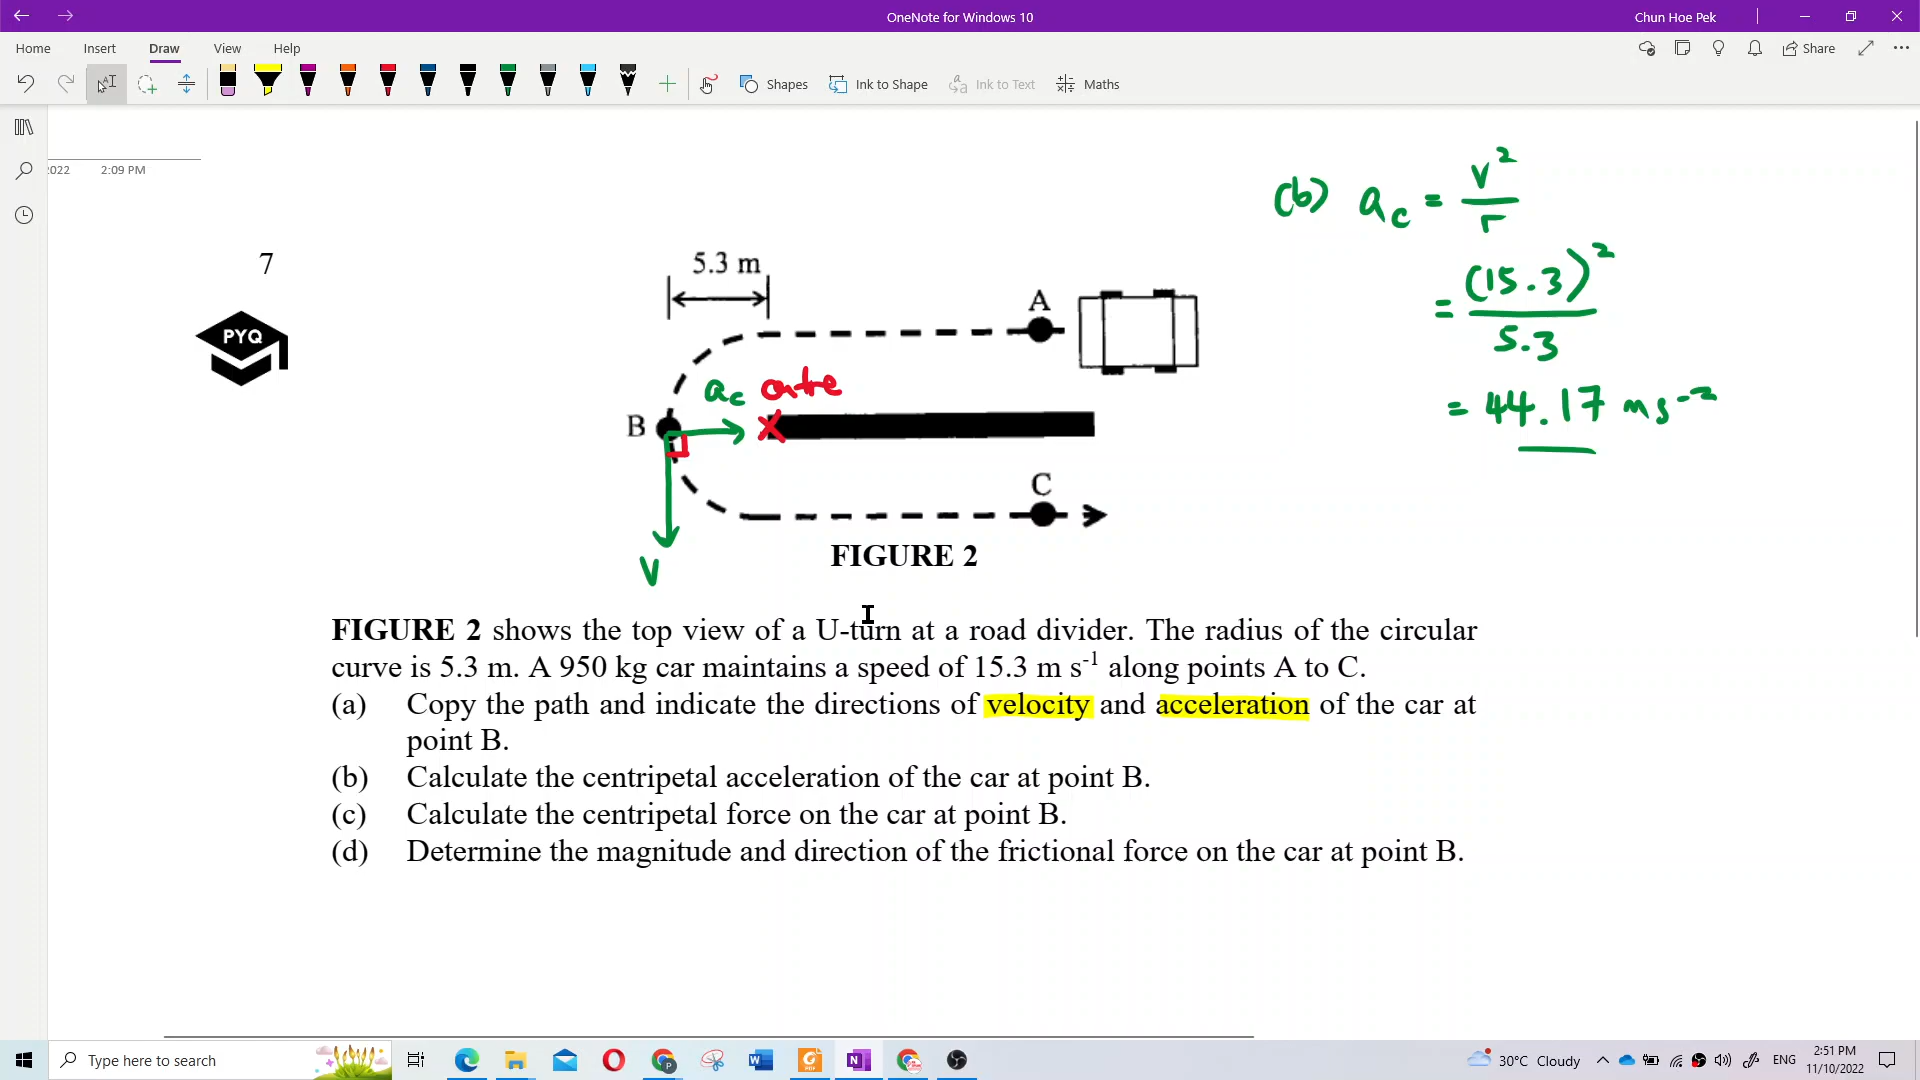 OneNote for Windows 10
Chun Hoe Pek
Home Insert Draw View Help
Share
Shapes
Ink to Shape
Ink to Text
Maths
2022 2:09 PM
7
PYQ
5.3 m
A
B
C
a_c centre
V
FIGURE 2
(b) a_c = v² / r
= (15.3)² / 5.3
= 44.17 ms⁻²
FIGURE 2 shows the top view of a U-turn at a road divider. The radius of the circular
curve is 5.3 m. A 950 kg car maintains a speed of 15.3 m s⁻¹ along points A to C.
(a) Copy the path and indicate the directions of velocity and acceleration of the car at
point B.
(b) Calculate the centripetal acceleration of the car at point B.
(c) Calculate the centripetal force on the car at point B.
(d) Determine the magnitude and direction of the frictional force on the car at point B.
Type here to search
30°C Cloudy
ENG
2:51 PM
11/10/2022